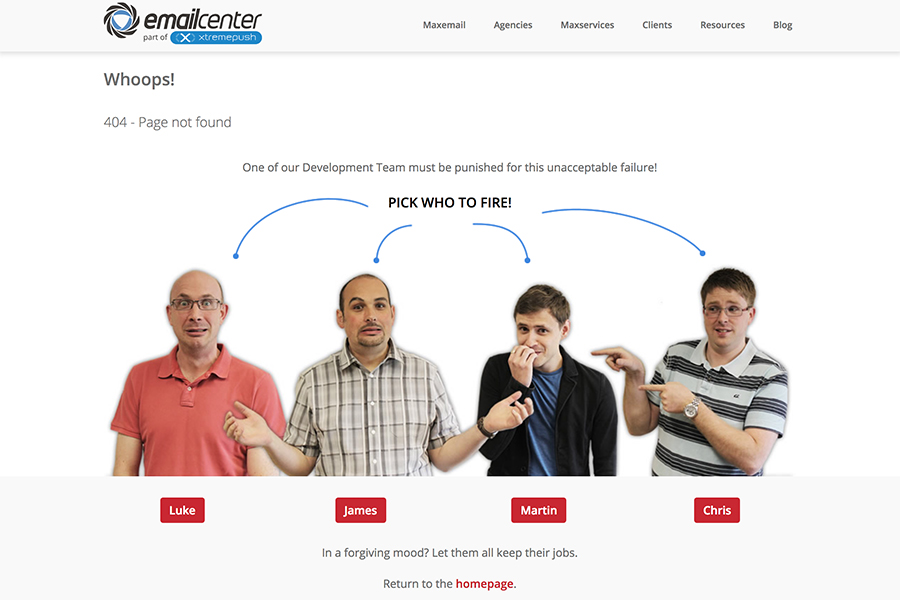 emailcenter
part of xtremepush
Maxemail Agencies Maxservices Clients Resources Blog
Whoops!
404 - Page not found
One of our Development Team must be punished for this unacceptable failure!
PICK WHO TO FIRE!
Luke James Martin Chris
In a forgiving mood? Let them all keep their jobs.
Return to the homepage.